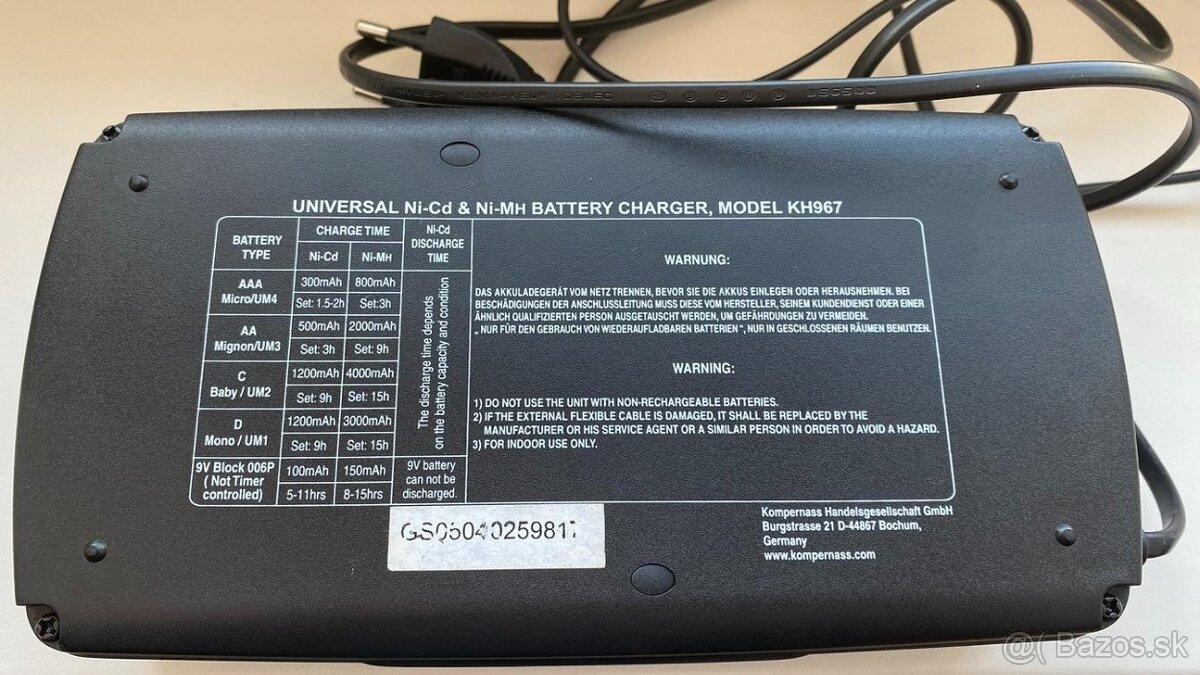 UNIVERSAL Ni-Cd & Ni-MH BATTERY CHARGER, MODEL KH967
BATTERY TYPE
CHARGE TIME
Ni-Cd
Ni-MH
Ni-Cd DISCHARGE TIME
AAA
Micro/UM4
300mAh 800mAh
Set: 1.5-2h Set:3h
AA
Mignon/UM3
500mAh 2000mAh
Set: 3h Set: 9h
C
Baby / UM2
1200mAh 4000mAh
Set: 9h Set: 15h
D
Mono / UM1
1200mAh 3000mAh
Set: 9h Set: 15h
The discharge time depends
on the battery capacity and condition
9V Block 006P
( Not Timer
controlled)
100mAh 150mAh
5-11hrs 8-15hrs
9V battery
can not be
discharged.
WARNUNG:
DAS AKKULADEGERÄT VOM NETZ TRENNEN, BEVOR SIE DIE AKKUS EINLEGEN ODER HERAUSNEHMEN. BEI
BESCHÄDIGUNGEN DER ANSCHLUSSLEITUNG MUSS DIESE VOM HERSTELLER, SEINEM KUNDENDIENST ODER EINER
ÄHNLICH QUALIFIZIERTEN PERSON AUSGETAUSCHT WERDEN, UM GEFÄHRDUNGEN ZU VERMEIDEN.
„ NUR FÜR DEN GEBRAUCH VON WIEDERAUFLADBAREN BATTERIEN", NUR IN GESCHLOSSENEN RÄUMEN BENUTZEN.
WARNING:
1) DO NOT USE THE UNIT WITH NON-RECHARGEABLE BATTERIES.
2) IF THE EXTERNAL FLEXIBLE CABLE IS DAMAGED, IT SHALL BE REPLACED BY THE
MANUFACTURER OR HIS SERVICE AGENT OR A SIMILAR PERSON IN ORDER TO AVOID A HAZARD.
3) FOR INDOOR USE ONLY.
GS05040259817
Kompernass Handelsgesellschaft GmbH
Burgstrasse 21 D-44867 Bochum,
Germany
www.kompernass.com
@( Bazos.sk